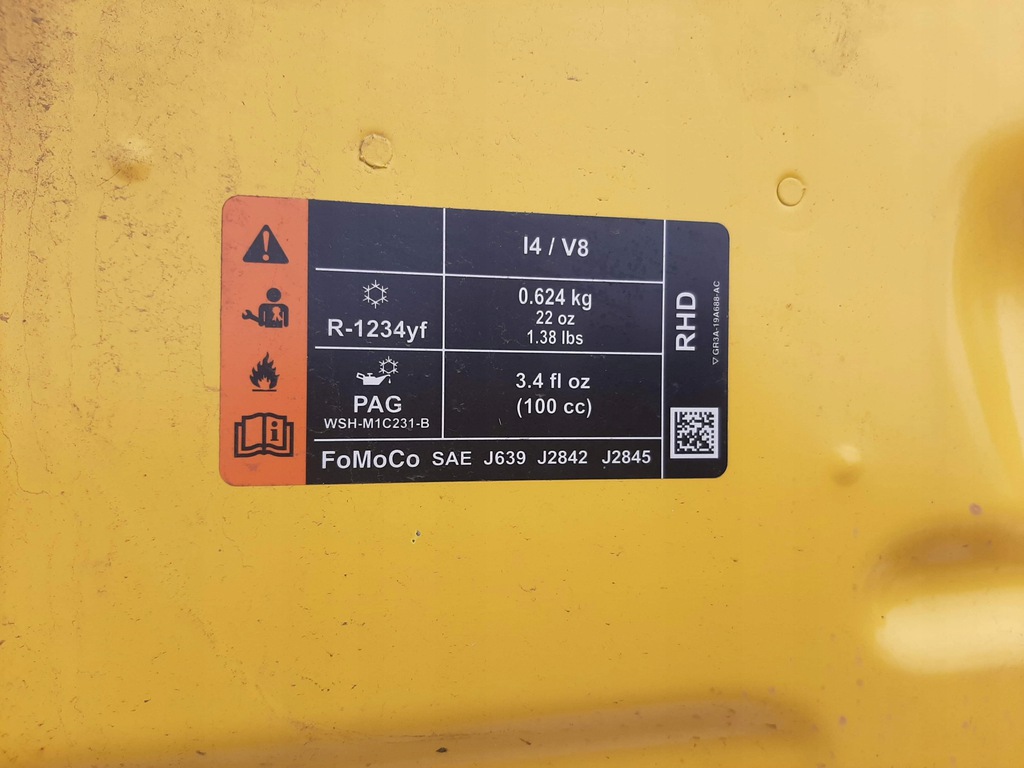 I4 / V8
R-1234yf
0.624 kg
22 oz
1.38 lbs
PAG
WSH-M1C231-B
3.4 fl oz
(100 cc)
FoMoCo SAE J639 J2842 J2845
RHD
GR3A-19A688-AC